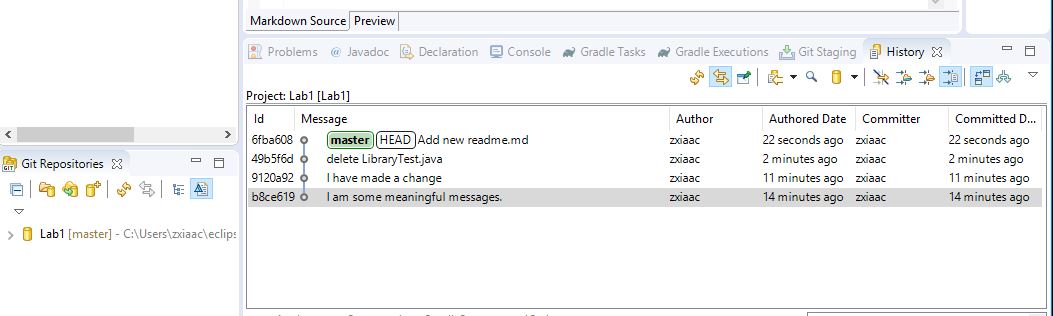 Markdown Source Preview
Problems @ Javadoc Declaration Console Gradle Tasks Gradle Executions Git Staging History
Project: Lab1 [Lab1]
Id Message Author Authored Date Committer Committed D...
6fba608 master HEAD Add new readme.md zxiaac 22 seconds ago zxiaac 22 seconds ago
49b5f6d delete LibraryTest.java zxiaac 2 minutes ago zxiaac 2 minutes ago
9120a92 I have made a change zxiaac 11 minutes ago zxiaac 11 minutes ago
b8ce619 I am some meaningful messages. zxiaac 14 minutes ago zxiaac 14 minutes ago
GIT Git Repositories
Lab1 [master] - C:\Users\zxiaac\eclips